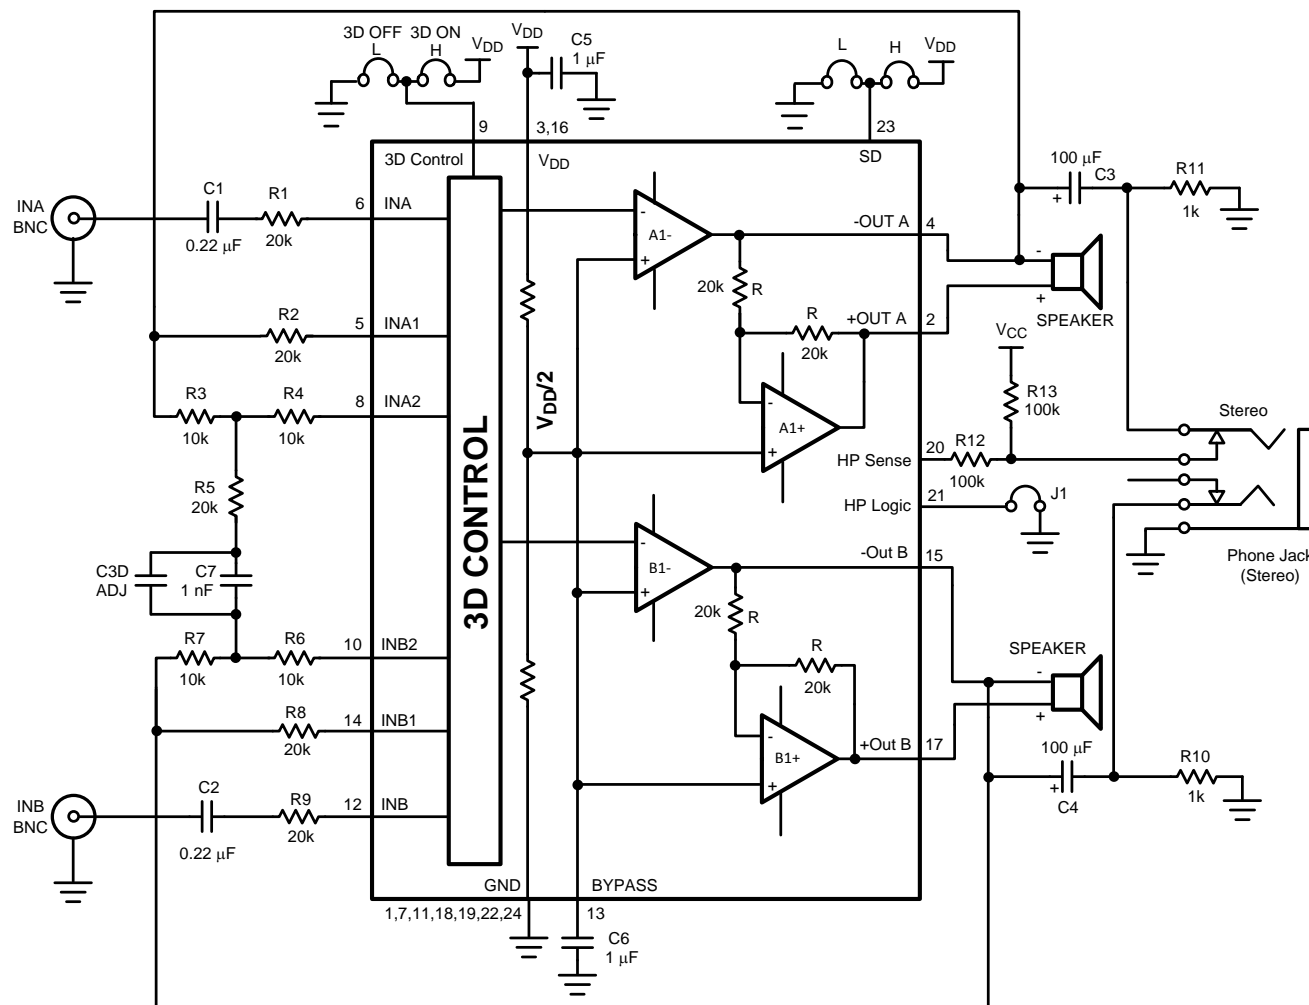 3D OFF 3D ON
L H
VDD
VDD
C5
1 µF
L H
VDD
9
3,16
23
3D Control
VDD
SD
100 µF
C3
+
R11
1k
INA
BNC
C1
0.22 µF
R1
20k
6
INA
-
A1-
+
-OUT A
4
-
+
SPEAKER
20k
R
R2
20k
5
INA1
R
20k
+OUT A
2
VCC
R3
10k
R4
10k
8
INA2
VDD/2
-
A1+
+
R13
100k
Stereo
HP Sense
20
R12
100k
R5
20k
HP Logic
21
J1
3D CONTROL
-
B1-
+
-Out B
15
Phone Jack
(Stereo)
C3D
ADJ
C7
1 nF
20k
R
R7
10k
R6
10k
10
INB2
R
20k
SPEAKER
-
+
R8
20k
14
INB1
-
B1+
+
+Out B
17
100 µF
+
C4
R10
1k
INB
BNC
C2
0.22 µF
R9
20k
12
INB
GND
BYPASS
1,7,11,18,19,22,24
13
C6
1 µF